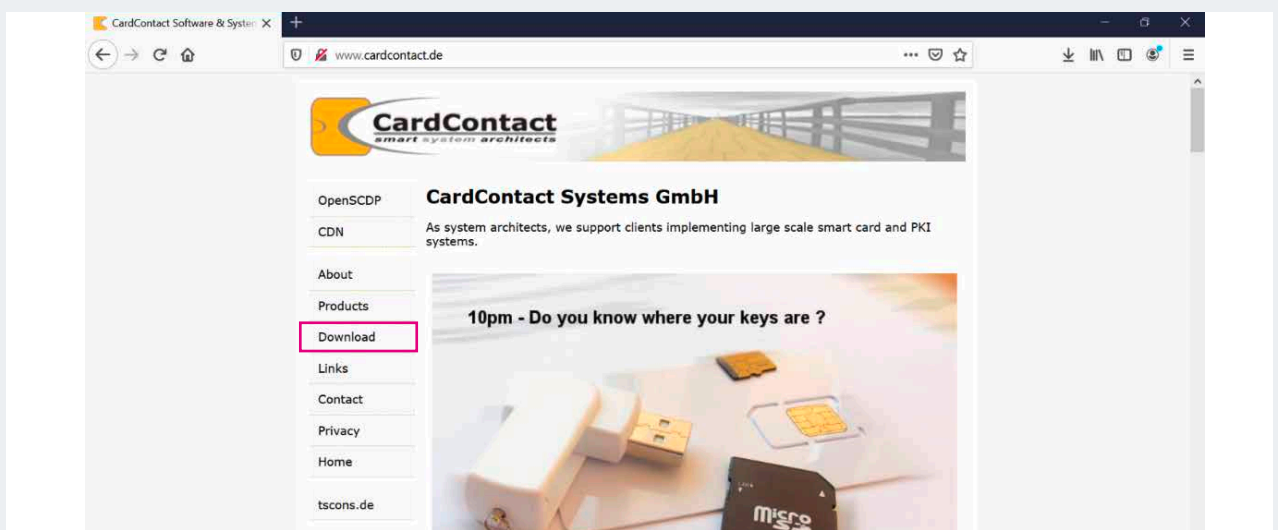 CardContact Software & System
www.cardcontact.de
CardContact
smart system architects
OpenSCDP
CDN
About
Products
Download
Links
Contact
Privacy
Home
tscons.de
CardContact Systems GmbH
As system architects, we support clients implementing large scale smart card and PKI
systems.
10pm - Do you know where your keys are ?
Micro